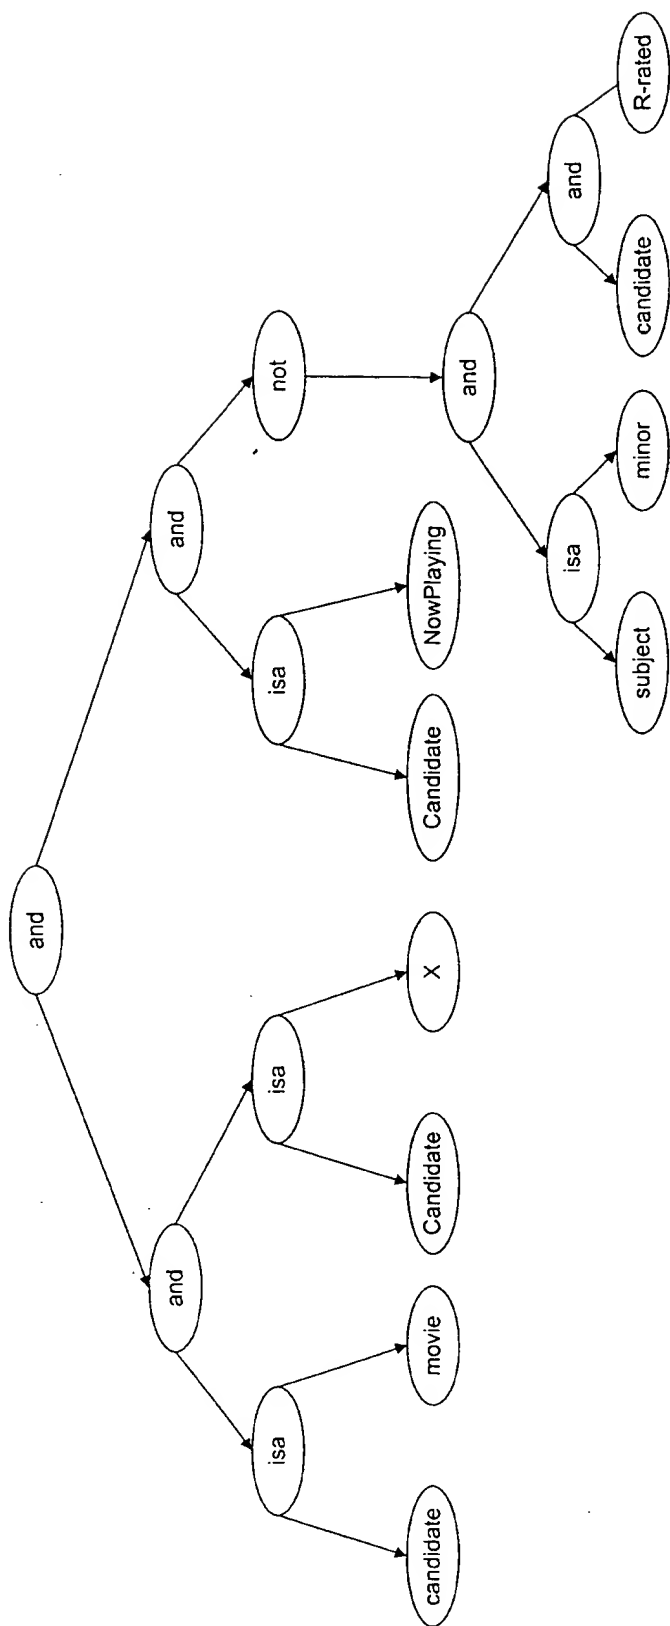 and
and
and
isa
isa
isa
not
candidate
movie
Candidate
X
Candidate
NowPlaying
and
isa
and
subject
minor
candidate
R-rated